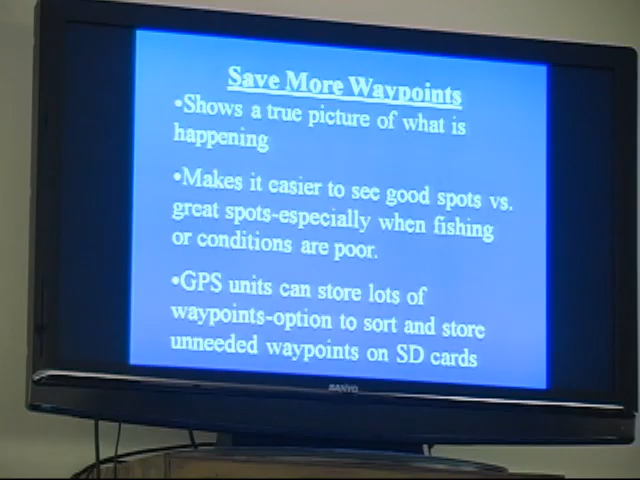 Save More Waypoints
•Shows a true picture of what is
happening
•Makes it easier to see good spots vs.
great spots-especially when fishing
or conditions are poor.
•GPS units can store lots of
waypoints-option to sort and store
unneeded waypoints on SD cards
SANYO